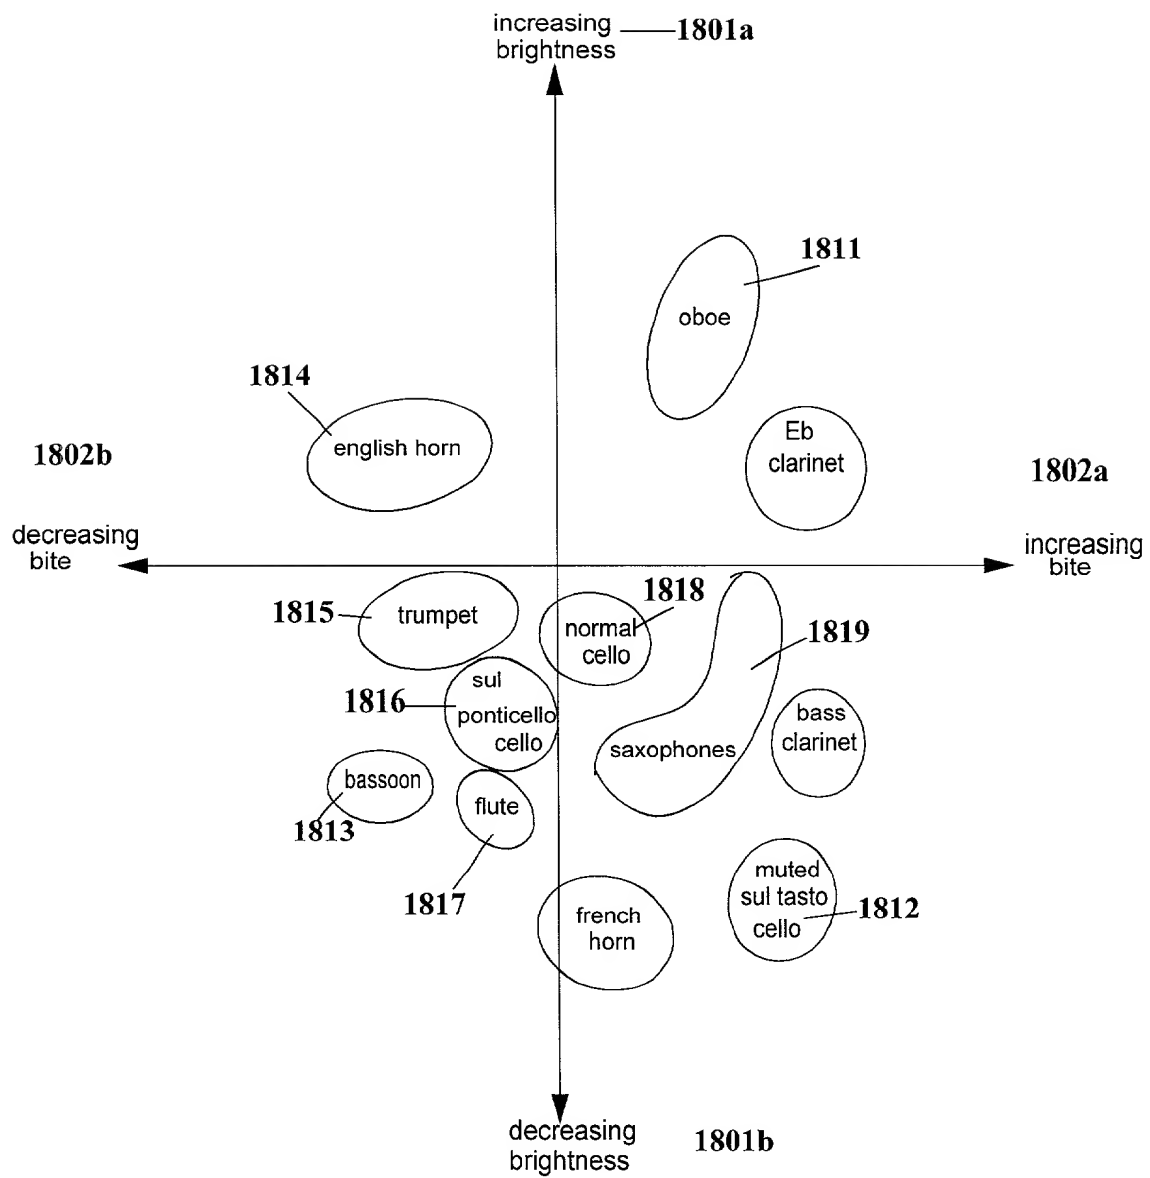 increasing
brightness
1801a
1811
oboe
1814
english horn
Eb
clarinet
1802b
1802a
decreasing
bite
increasing
bite
1815
trumpet
1818
normal
cello
1819
sul
ponticello
cello
1816
saxophones
bass
clarinet
bassoon
1813
flute
1817
muted
sul tasto
cello
1812
french
horn
decreasing
brightness
1801b